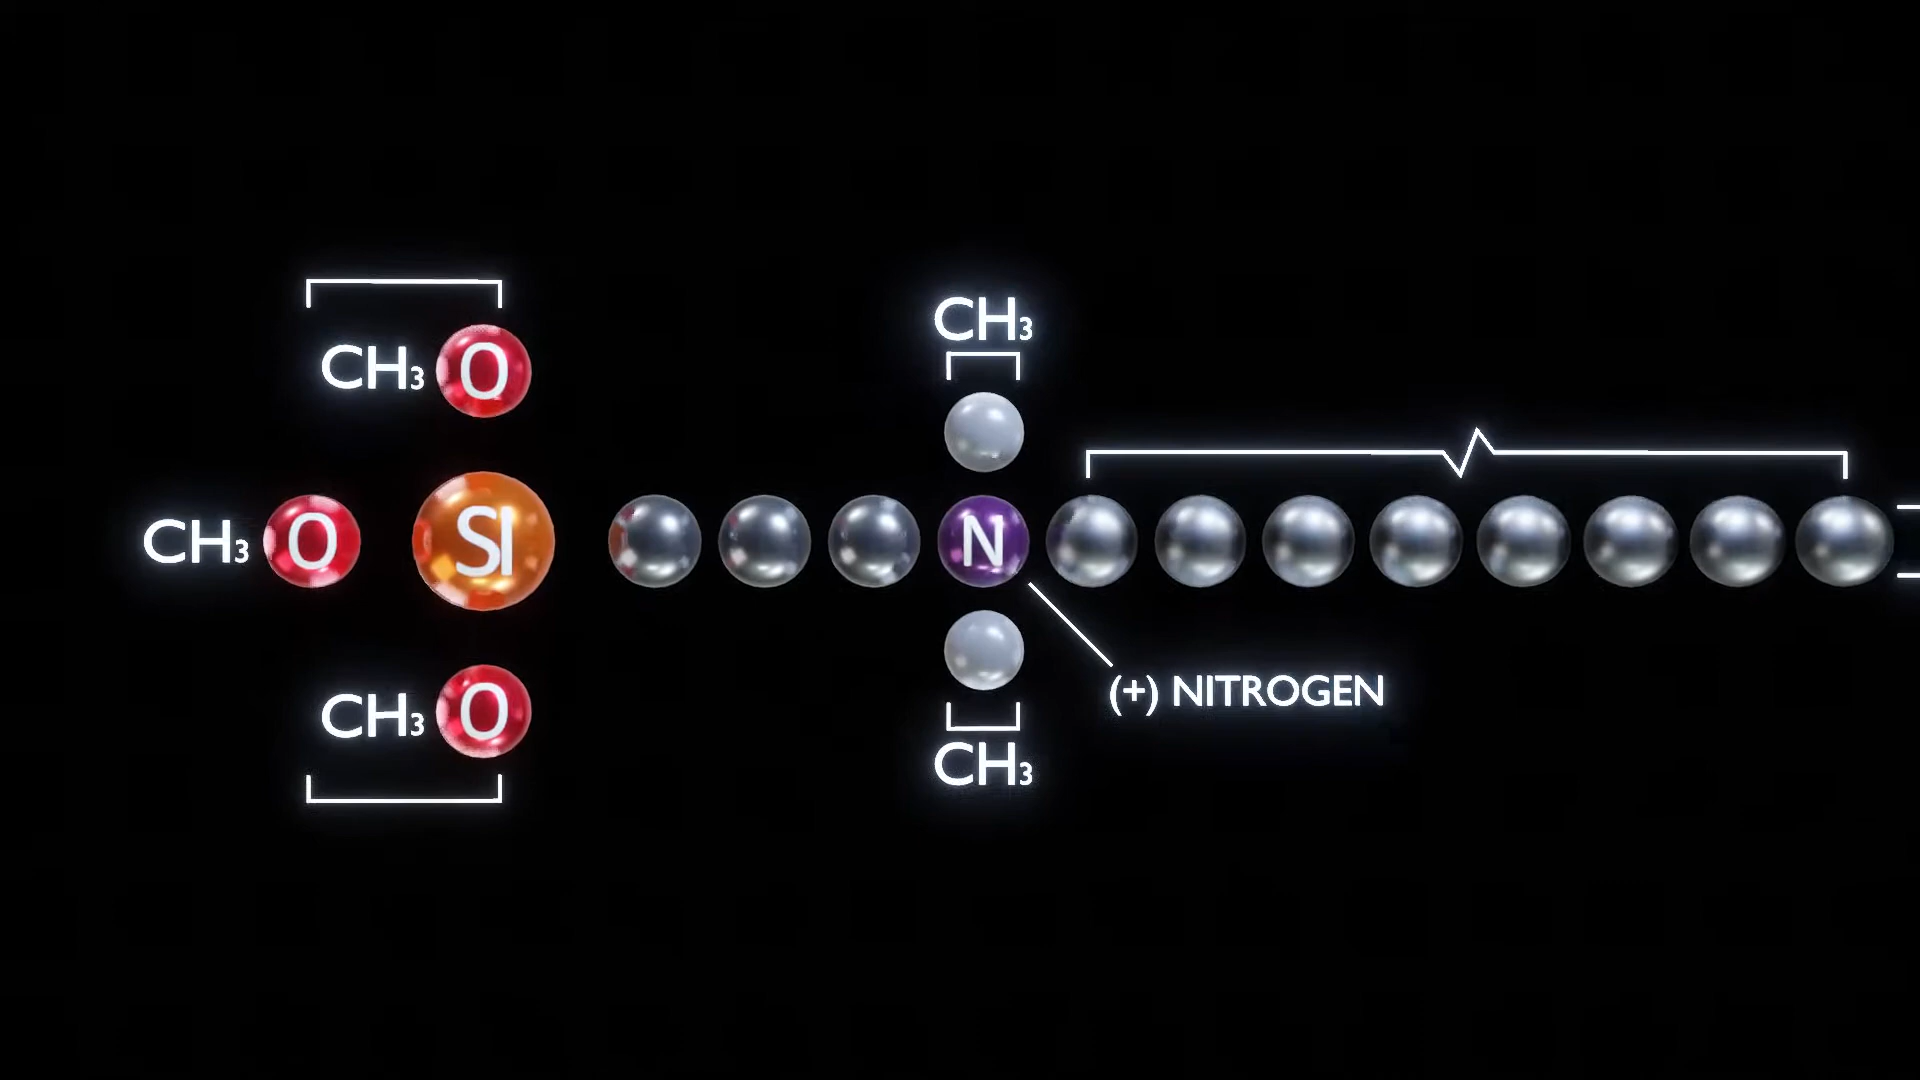 CH₃
CH₃ O
CH₃ O SI N
(+) NITROGEN
CH₃ O
CH₃